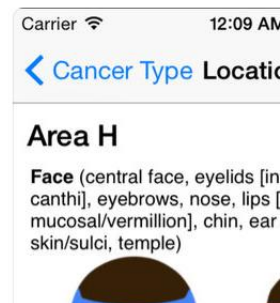 Carrier 12:09 AM
Cancer Type Locatio
Area H
Face (central face, eyelids [in
canthi], eyebrows, nose, lips [
mucosal/vermillion], chin, ear
skin/sulci, temple)